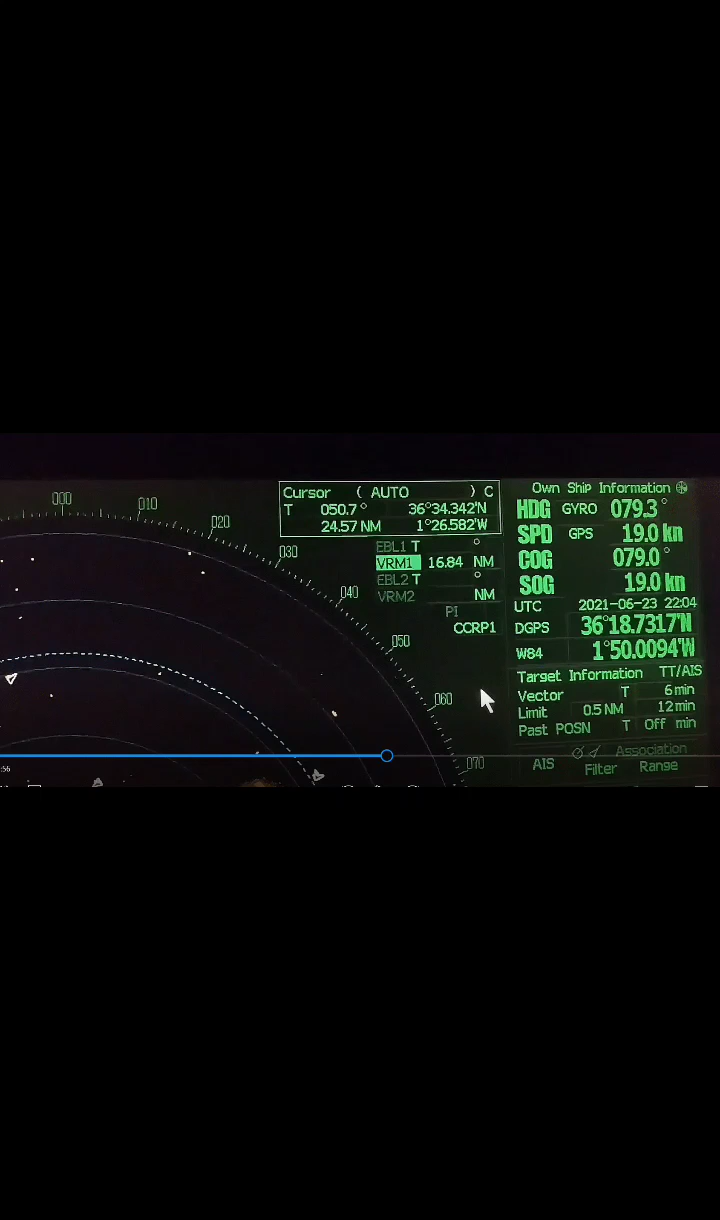 000
010
020
030
040
050
060
070
Cursor ( AUTO ) C
T 050.7° 36°34.342'N
24.57 NM 1°26.582'W
EBL1 T °
VRM1 16.84 NM
EBL2 T °
VRM2 NM
PI
CCRP1
Own Ship Information
HDG GYRO 079.3°
SPD GPS 19.0 kn
COG 079.0°
SOG 19.0 kn
UTC 2021-06-23 22:04
DGPS 36°18.7317'N
W84 1°50.0094'W
Target Information TT/AIS
Vector T 6 min
Limit 0.5 NM 12 min
Past POSN T Off min
AIS Association
Filter Range
:56